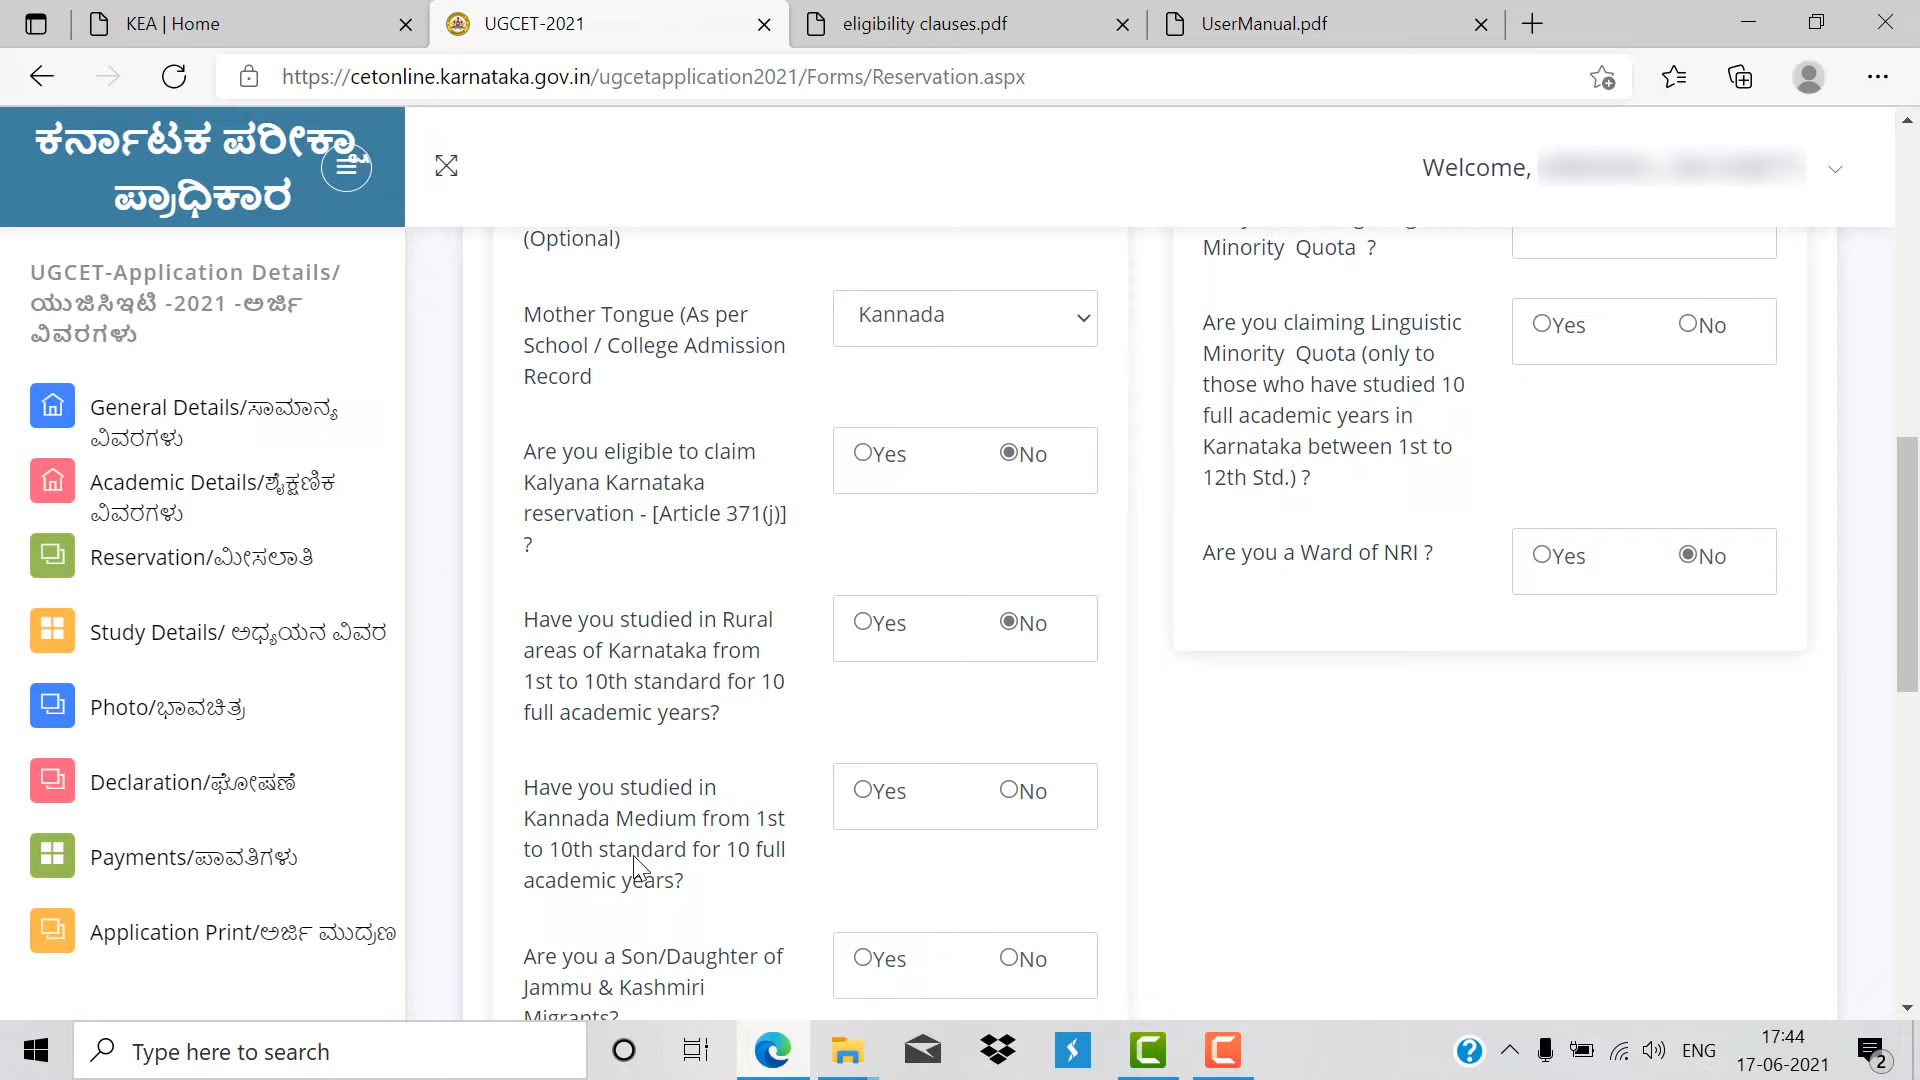 KEA | Home
UGCET-2021
eligibility clauses.pdf
UserManual.pdf
https://cetonline.karnataka.gov.in/ugcetapplication2021/Forms/Reservation.aspx
ಕರ್ನಾಟಕ ಪರೀಕ್ಷಾ
ಪ್ರಾಧಿಕಾರ
Welcome,
UGCET-Application Details/
ಯುಜಿಸಿಇಟಿ -2021 -ಅರ್ಜಿ
ವಿವರಗಳು
General Details/ಸಾಮಾನ್ಯ
ವಿವರಗಳು
Academic Details/ಶೈಕ್ಷಣಿಕ
ವಿವರಗಳು
Reservation/ಮೀಸಲಾತಿ
Study Details/ ಅಧ್ಯಯನ ವಿವರ
Photo/ಭಾವಚಿತ್ರ
Declaration/ಘೋಷಣೆ
Payments/ಪಾವತಿಗಳು
Application Print/ಅರ್ಜಿ ಮುದ್ರಣ
(Optional)
Mother Tongue (As per
School / College Admission
Record
Kannada
Are you eligible to claim
Kalyana Karnataka
reservation - [Article 371(j)]
?
Yes No
Have you studied in Rural
areas of Karnataka from
1st to 10th standard for 10
full academic years?
Yes No
Have you studied in
Kannada Medium from 1st
to 10th standard for 10 full
academic years?
Yes No
Are you a Son/Daughter of
Jammu & Kashmiri
Migrants?
Yes No
Minority Quota ?
Are you claiming Linguistic
Minority Quota (only to
those who have studied 10
full academic years in
Karnataka between 1st to
12th Std.) ?
Yes No
Are you a Ward of NRI ?
Yes No
Type here to search
ENG
17:44
17-06-2021
2